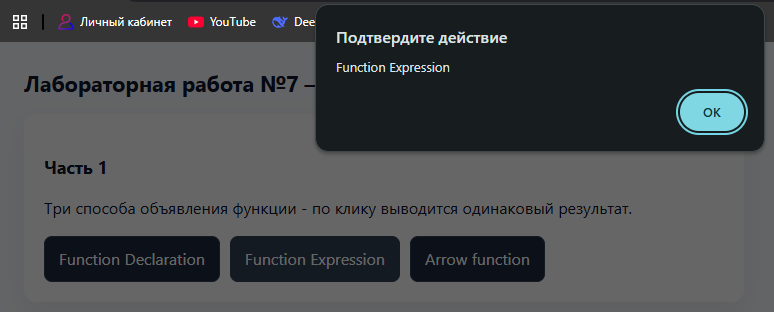 Личный кабинет
YouTube
Dee
Подтвердите действие
Function Expression
OK
Лабораторная работа №7 –
Часть 1
Три способа объявления функции - по клику выводится одинаковый результат.
Function Declaration
Function Expression
Arrow function